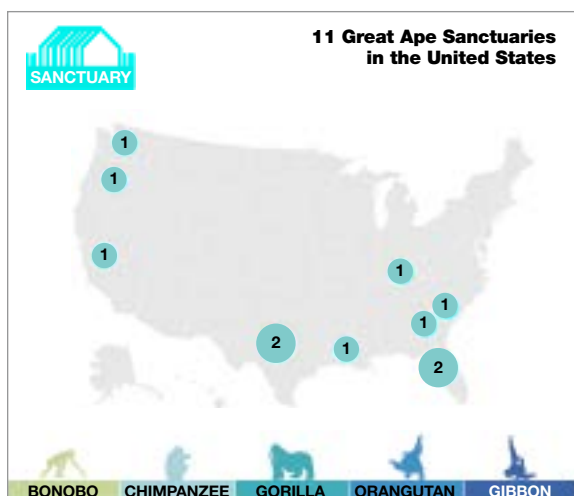 SANCTUARY
11 Great Ape Sanctuaries
in the United States
1
1
1
1
1
1
2
1
2
BONOBO CHIMPANZEE GORILLA ORANGUTAN GIBBON